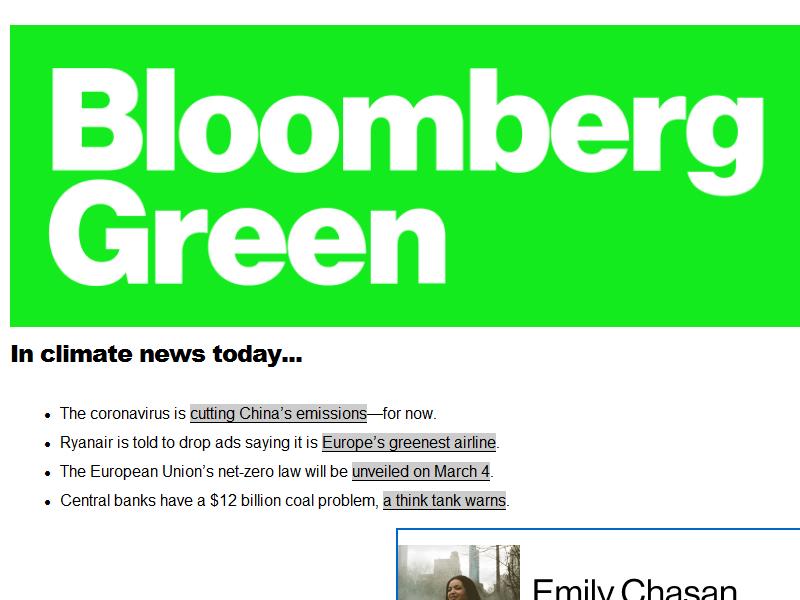 Bloomberg
Green
In climate news today...
The coronavirus is cutting China’s emissions—for now.
Ryanair is told to drop ads saying it is Europe’s greenest airline.
The European Union’s net-zero law will be unveiled on March 4.
Central banks have a $12 billion coal problem, a think tank warns.
Emily Chasan